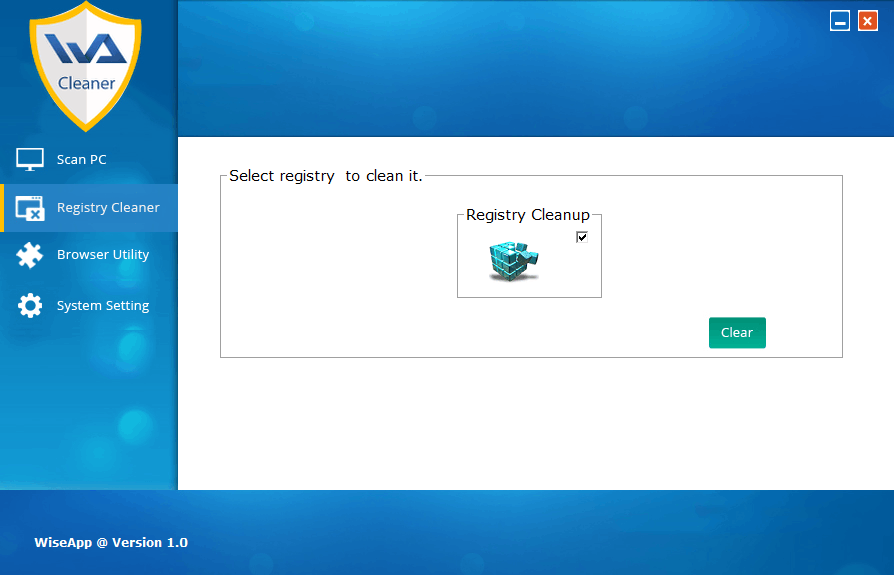 WA
Cleaner
Scan PC
Registry Cleaner
Browser Utility
System Setting
Select registry  to clean it.
Registry Cleanup
Clear
WiseApp @ Version 1.0